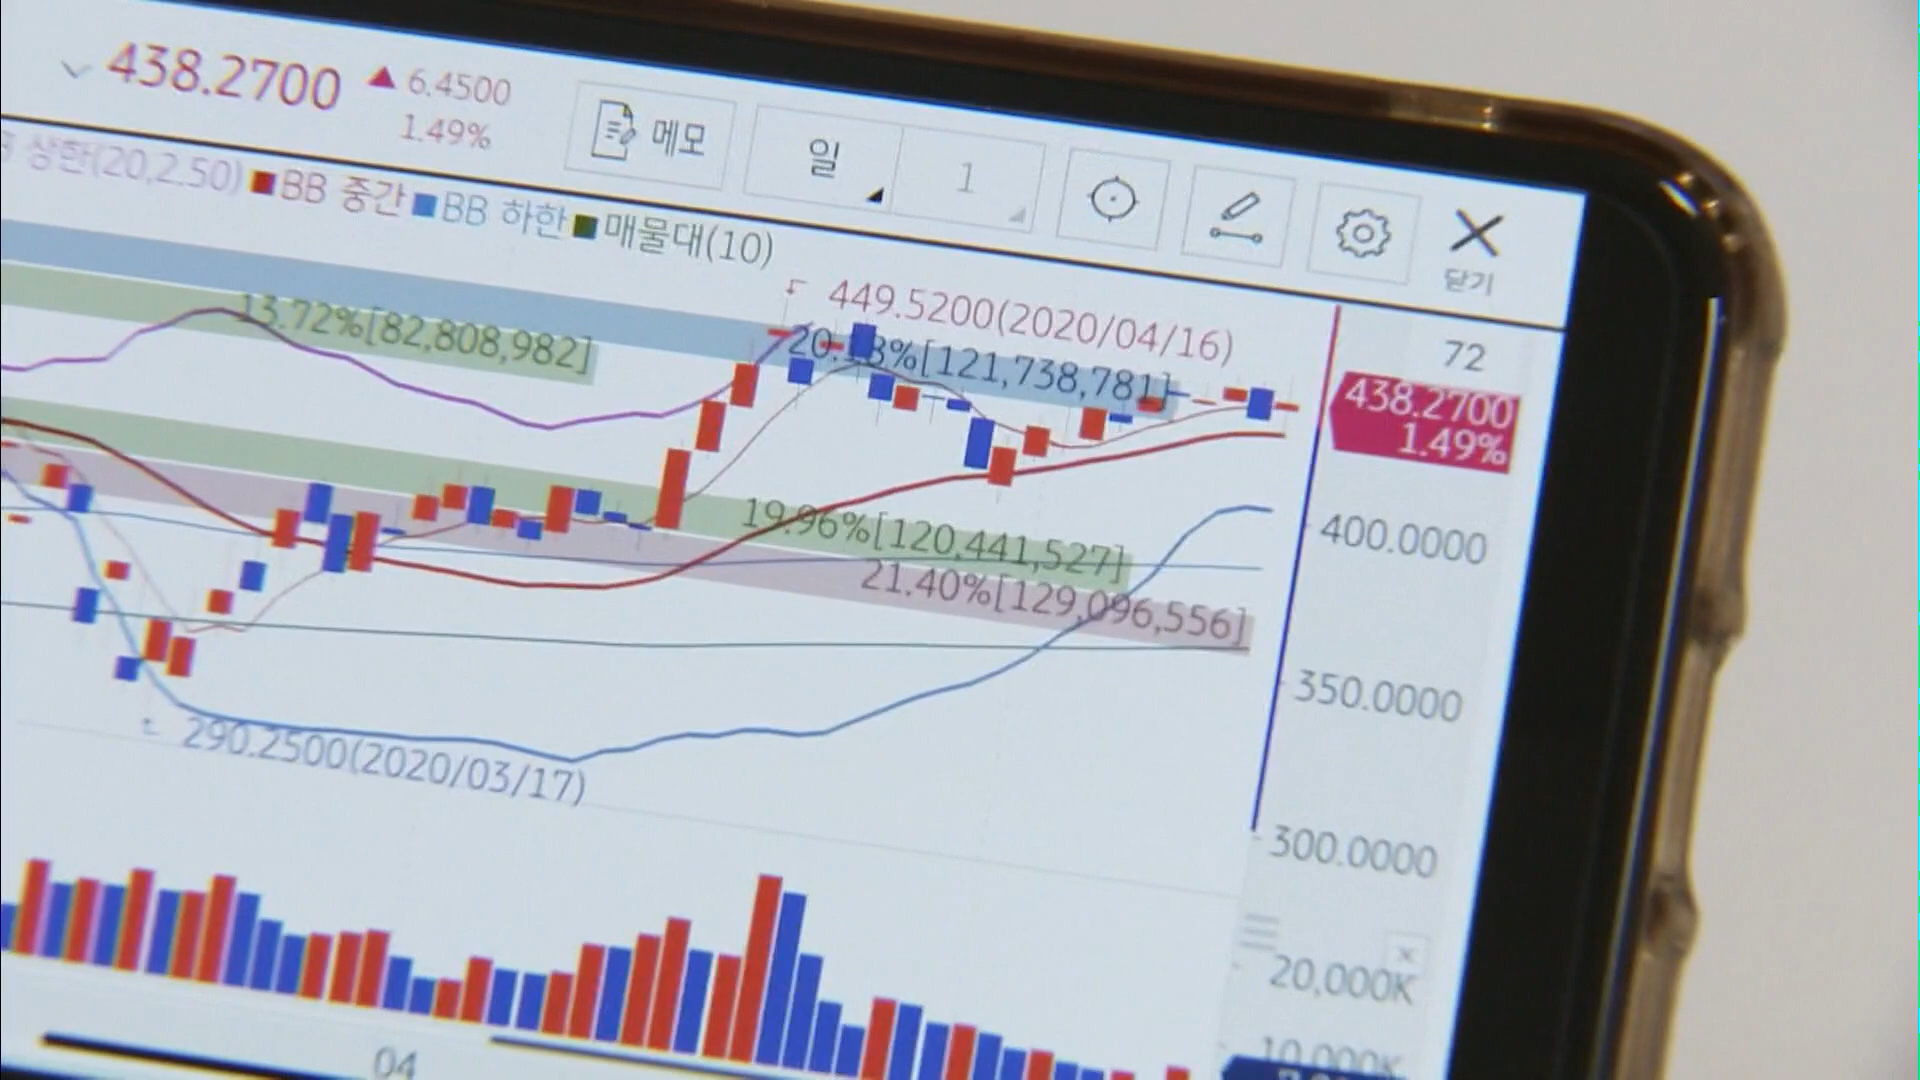 438.2700 ▲ 6.4500
1.49%
메모
일
1
닫기
상한(20,2.50) BB 중간 BB 하한 매물대(10)
449.5200(2020/04/16)
72
13.72%[82,808,982]
[121,738,781]
438.2700
1.49%
19.96%[120,441,527]
400.0000
21.40%[129,096,556]
350.0000
290.2500(2020/03/17)
300.0000
20,000K
10,000K
04